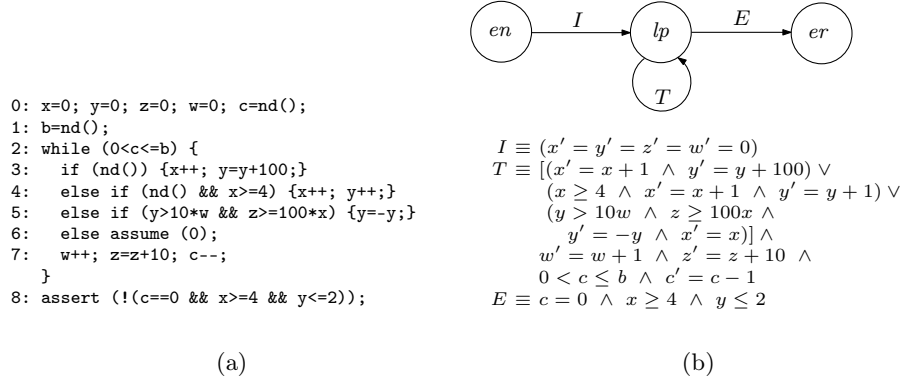 0: x=0; y=0; z=0; w=0; c=nd();
1: b=nd();
2: while (0<c<=b) {
3:   if (nd()) {x++; y=y+100;}
4:   else if (nd() && x>=4) {x++; y++;}
5:   else if (y>10*w && z>=100*x) {y=-y;}
6:   else assume (0);
7:   w++; z=z+10; c--;
   }
8: assert (!(c==0 && x>=4 && y<=2));
(a)
en I lp E er
T
I ≡ (x′ = y′ = z′ = w′ = 0)
T ≡ [(x′ = x + 1 ∧ y′ = y + 100) ∨
(x ≥ 4 ∧ x′ = x + 1 ∧ y′ = y + 1) ∨
(y > 10w ∧ z ≥ 100x ∧
y′ = −y ∧ x′ = x)] ∧
w′ = w + 1 ∧ z′ = z + 10 ∧
0 < c ≤ b ∧ c′ = c − 1
E ≡ c = 0 ∧ x ≥ 4 ∧ y ≤ 2
(b)